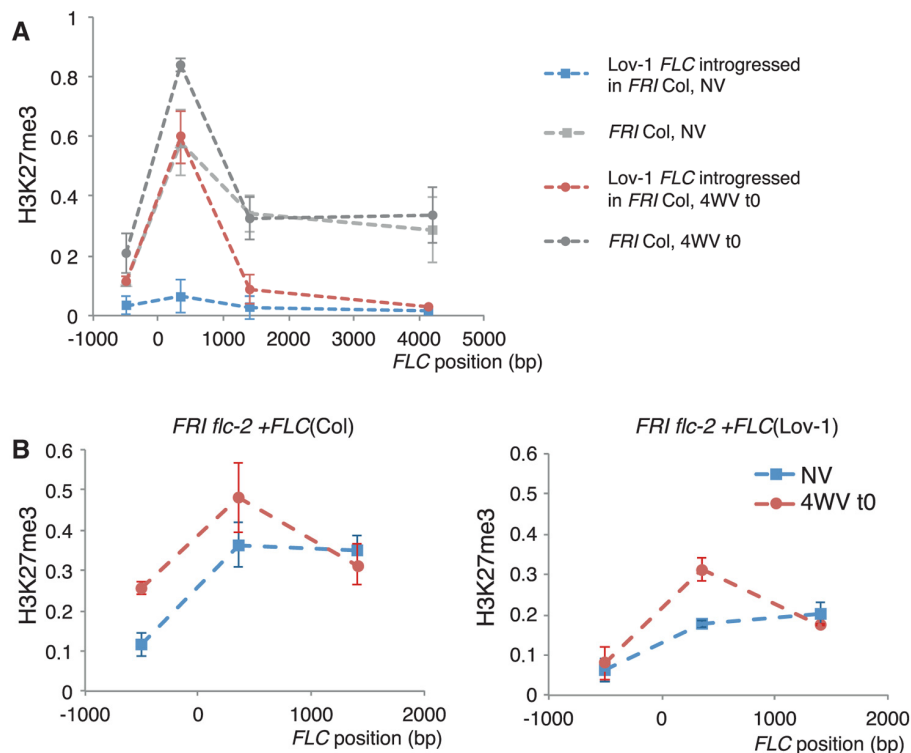 A
1
0.8
0.6
0.4
0.2
0
H3K27me3
-1000 0 1000 2000 3000 4000 5000
FLC position (bp)
Lov-1 FLC introgressed
in FRI Col, NV
FRI Col, NV
Lov-1 FLC introgressed
in FRI Col, 4WV t0
FRI Col, 4WV t0
B
FRI flc-2 +FLC(Col)
0.6
0.5
0.4
0.3
0.2
0.1
0
H3K27me3
-1000 0 1000 2000
FLC position (bp)
FRI flc-2 +FLC(Lov-1)
0.6
0.5
0.4
0.3
0.2
0.1
0
H3K27me3
NV
4WV t0
-1000 0 1000 2000
FLC position (bp)